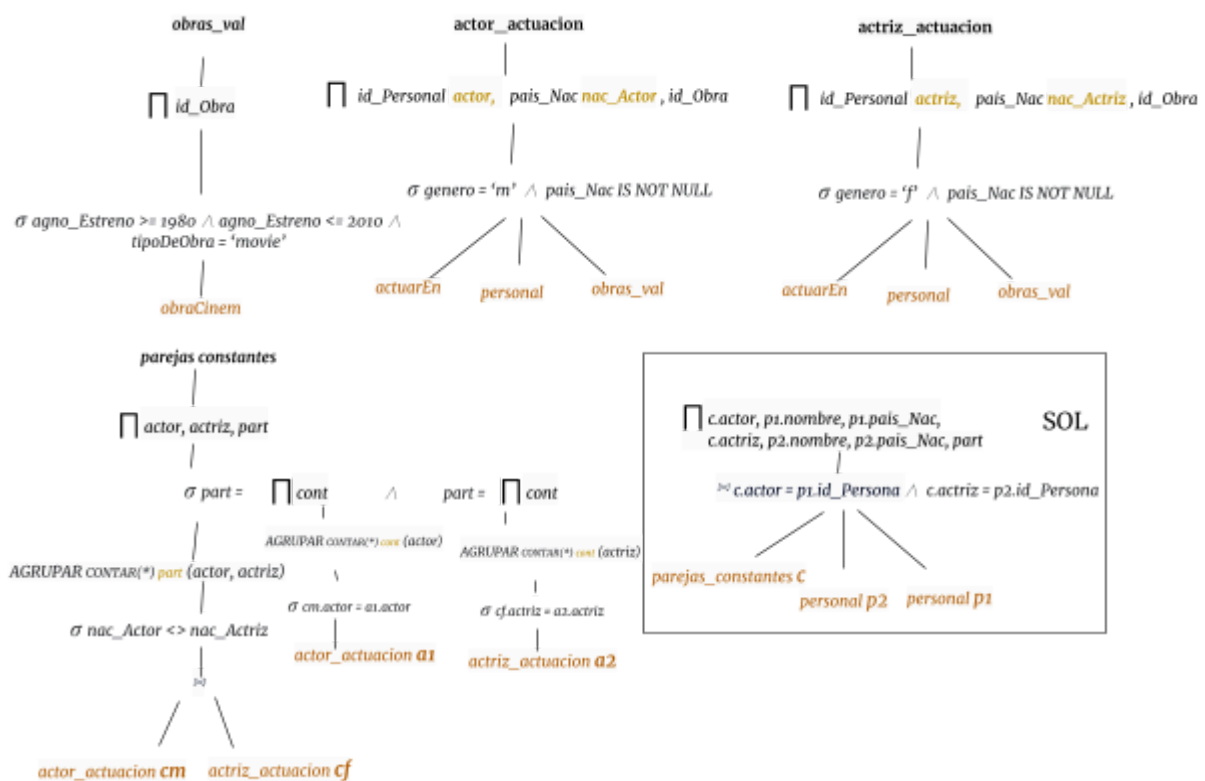 obras_val
∏ id_Obra
σ agno_Estreno >= 1980 ∧ agno_Estreno <= 2010 ∧
tipoDeObra = ‘movie’
obraCinem
actor_actuacion
∏ id_Personal actor, pais_Nac nac_Actor , id_Obra
σ genero = ‘m’ ∧ pais_Nac IS NOT NULL
actuarEn personal obras_val
actriz_actuacion
∏ id_Personal actriz, pais_Nac nac_Actriz , id_Obra
σ genero = ‘f’ ∧ pais_Nac IS NOT NULL
actuarEn personal obras_val
parejas constantes
∏ actor, actriz, part
σ part = ∏ cont ∧ part = ∏ cont
AGRUPAR CONTAR(*) cont (actor)
AGRUPAR CONTAR(*) cont (actriz)
AGRUPAR CONTAR(*) part (actor, actriz)
σ cm.actor = a1.actor
σ cf.actriz = a2.actriz
σ nac_Actor <> nac_Actriz
actor_actuacion a1
actriz_actuacion a2
⋈
actor_actuacion cm actriz_actuacion cf
∏ c.actor, p1.nombre, p1.pais_Nac,
c.actriz, p2.nombre, p2.pais_Nac, part
SOL
⋈ c.actor = p1.id_Persona ∧ c.actriz = p2.id_Persona
parejas_constantes c
personal p2
personal p1